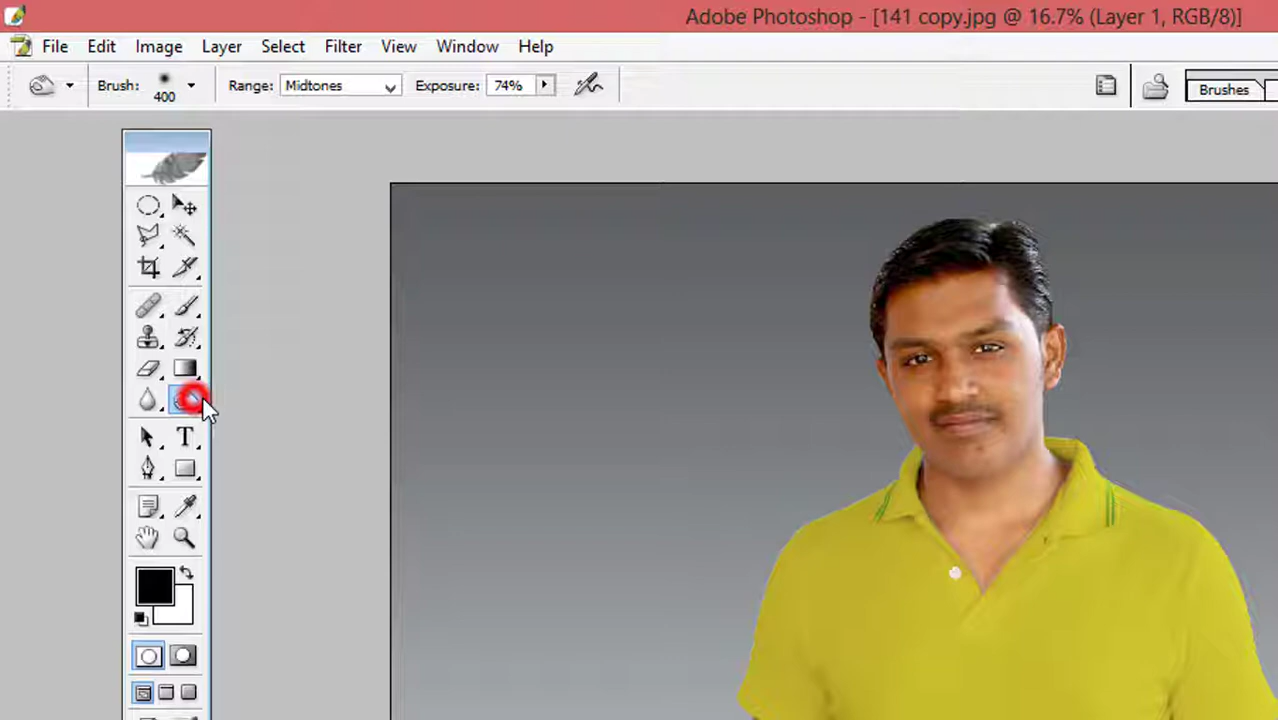 Adobe Photoshop - [141 copy.jpg @ 16.7% (Layer 1, RGB/8)]
File Edit Image Layer Select Filter View Window Help
Brush: 400 Range: Midtones Exposure: 74% Brushes
T